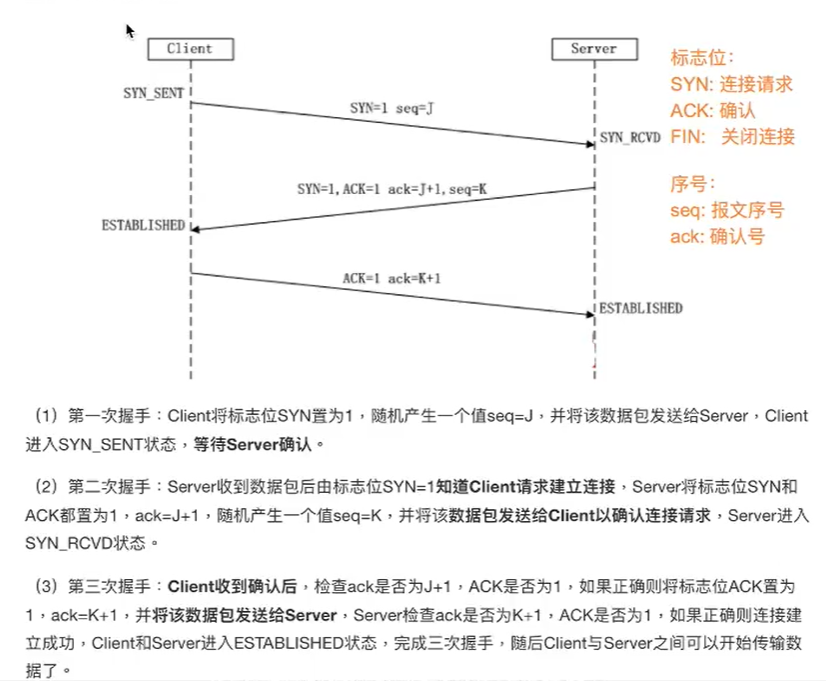 Client
Server
标志位：
SYN_SENT
SYN: 连接请求
SYN=1 seq=J
ACK: 确认
SYN_RCVD
FIN: 关闭连接
SYN=1,ACK=1 ack=J+1,seq=K
序号：
seq: 报文序号
ESTABLISHED
ack: 确认号
ACK=1 ack=K+1
ESTABLISHED
（1）第一次握手：Client将标志位SYN置为1，随机产生一个值seq=J，并将该数据包发送给Server，Client
进入SYN_SENT状态，等待Server确认。
（2）第二次握手：Server收到数据包后由标志位SYN=1知道Client请求建立连接，Server将标志位SYN和
ACK都置为1，ack=J+1，随机产生一个值seq=K，并将该数据包发送给Client以确认连接请求，Server进入
SYN_RCVD状态。
（3）第三次握手：Client收到确认后，检查ack是否为J+1，ACK是否为1，如果正确则将标志位ACK置为
1，ack=K+1，并将该数据包发送给Server，Server检查ack是否为K+1，ACK是否为1，如果正确则连接建
立成功，Client和Server进入ESTABLISHED状态，完成三次握手，随后Client与Server之间可以开始传输数
据了。